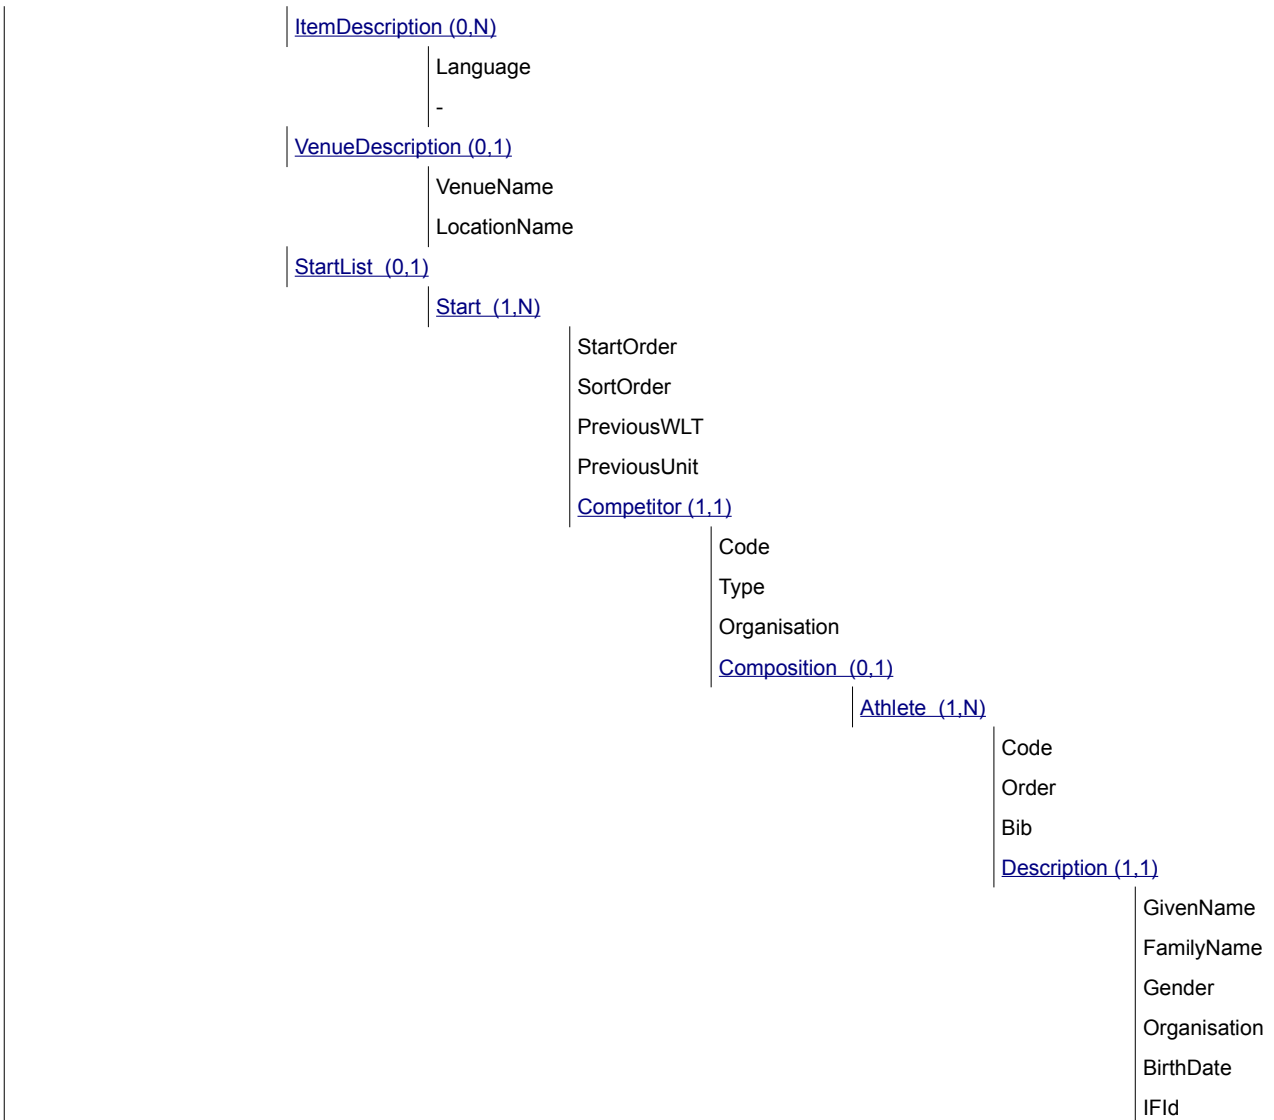 ItemDescription (0,N)
Language
-
VenueDescription (0,1)
VenueName
LocationName
StartList  (0,1)
Start  (1,N)
StartOrder
SortOrder
PreviousWLT
PreviousUnit
Competitor (1,1)
Code
Type
Organisation
Composition  (0,1)
Athlete  (1,N)
Code
Order
Bib
Description (1,1)
GivenName
FamilyName
Gender
Organisation
BirthDate
IFId